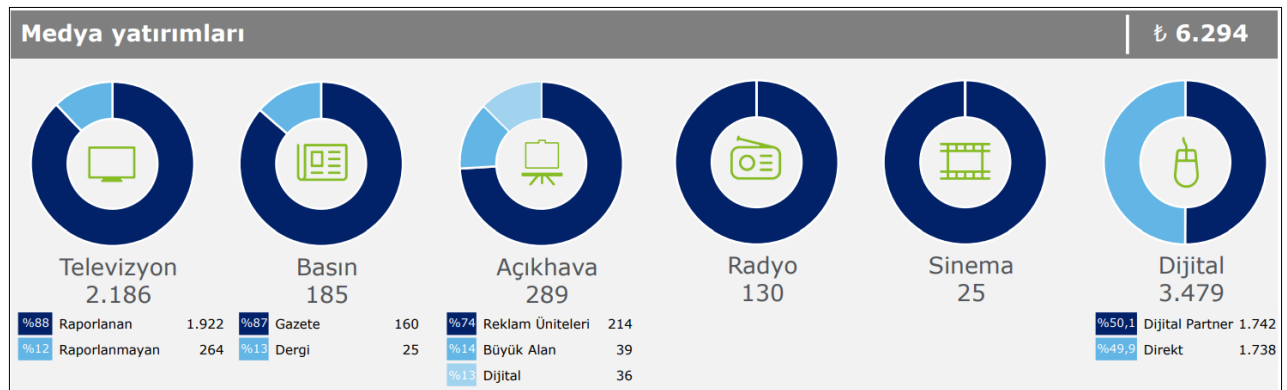 Medya yatırımları ₺ 6.294
Televizyon
2.186
%88 Raporlanan 1.922
%12 Raporlanmayan 264
Basın
185
%87 Gazete 160
%13 Dergi 25
Açıkhava
289
%74 Reklam Üniteleri 214
%14 Büyük Alan 39
%13 Dijital 36
Radyo
130
Sinema
25
Dijital
3.479
%50,1 Dijital Partner 1.742
%49,9 Direkt 1.738